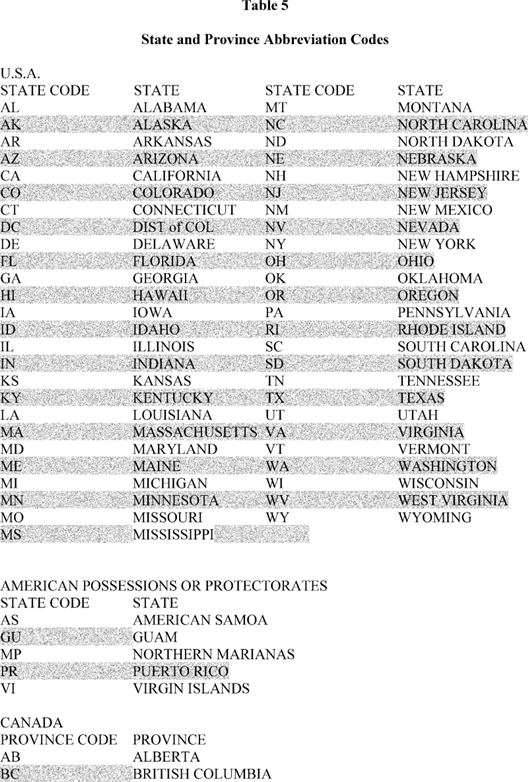 Table 5
State and Province Abbreviation Codes
U.S.A.
STATE CODE STATE STATE CODE STATE
AL ALABAMA MT MONTANA
AK ALASKA NC NORTH CAROLINA
AR ARKANSAS ND NORTH DAKOTA
AZ ARIZONA NE NEBRASKA
CA CALIFORNIA NH NEW HAMPSHIRE
CO COLORADO NJ NEW JERSEY
CT CONNECTICUT NM NEW MEXICO
DC DIST of COL NV NEVADA
DE DELAWARE NY NEW YORK
FL FLORIDA OH OHIO
GA GEORGIA OK OKLAHOMA
HI HAWAII OR OREGON
IA IOWA PA PENNSYLVANIA
ID IDAHO RI RHODE ISLAND
IL ILLINOIS SC SOUTH CAROLINA
IN INDIANA SD SOUTH DAKOTA
KS KANSAS TN TENNESSEE
KY KENTUCKY TX TEXAS
LA LOUISIANA UT UTAH
MA MASSACHUSETTS VA VIRGINIA
MD MARYLAND VT VERMONT
ME MAINE WA WASHINGTON
MI MICHIGAN WI WISCONSIN
MN MINNESOTA WV WEST VIRGINIA
MO MISSOURI WY WYOMING
MS MISSISSIPPI
AMERICAN POSSESSIONS OR PROTECTORATES
STATE CODE STATE
AS AMERICAN SAMOA
GU GUAM
MP NORTHERN MARIANAS
PR PUERTO RICO
VI VIRGIN ISLANDS
CANADA
PROVINCE CODE PROVINCE
AB ALBERTA
BC BRITISH COLUMBIA